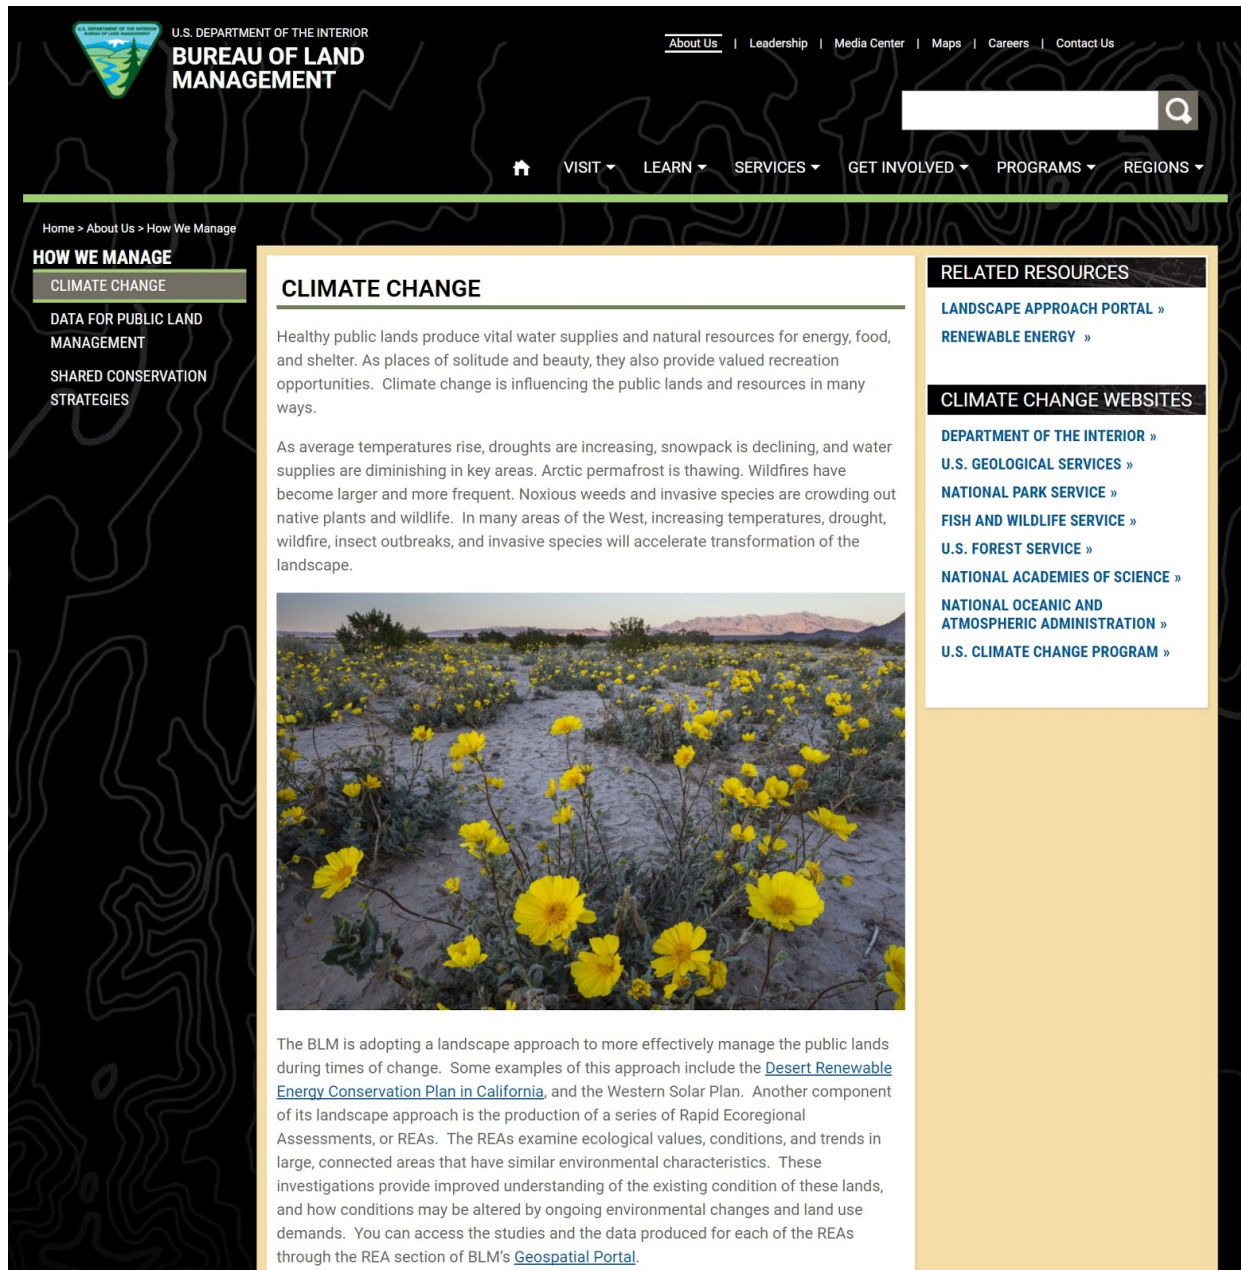 U.S. DEPARTMENT OF THE INTERIOR
BUREAU OF LAND MANAGEMENT
U.S. DEPARTMENT OF THE INTERIOR
BUREAU OF LAND
MANAGEMENT
About Us | Leadership | Media Center | Maps | Careers | Contact Us
VISIT LEARN SERVICES GET INVOLVED PROGRAMS REGIONS
Home > About Us > How We Manage
HOW WE MANAGE
CLIMATE CHANGE
DATA FOR PUBLIC LAND
MANAGEMENT
SHARED CONSERVATION
STRATEGIES
CLIMATE CHANGE
Healthy public lands produce vital water supplies and natural resources for energy, food,
and shelter. As places of solitude and beauty, they also provide valued recreation
opportunities.  Climate change is influencing the public lands and resources in many
ways.
As average temperatures rise, droughts are increasing, snowpack is declining, and water
supplies are diminishing in key areas. Arctic permafrost is thawing. Wildfires have
become larger and more frequent. Noxious weeds and invasive species are crowding out
native plants and wildlife.  In many areas of the West, increasing temperatures, drought,
wildfire, insect outbreaks, and invasive species will accelerate transformation of the
landscape.
The BLM is adopting a landscape approach to more effectively manage the public lands
during times of change.  Some examples of this approach include the Desert Renewable
Energy Conservation Plan in California, and the Western Solar Plan.  Another component
of its landscape approach is the production of a series of Rapid Ecoregional
Assessments, or REAs.  The REAs examine ecological values, conditions, and trends in
large, connected areas that have similar environmental characteristics.  These
investigations provide improved understanding of the existing condition of these lands,
and how conditions may be altered by ongoing environmental changes and land use
demands.  You can access the studies and the data produced for each of the REAs
through the REA section of BLM's Geospatial Portal.
RELATED RESOURCES
LANDSCAPE APPROACH PORTAL »
RENEWABLE ENERGY  »
CLIMATE CHANGE WEBSITES
DEPARTMENT OF THE INTERIOR »
U.S. GEOLOGICAL SERVICES »
NATIONAL PARK SERVICE »
FISH AND WILDLIFE SERVICE »
U.S. FOREST SERVICE »
NATIONAL ACADEMIES OF SCIENCE »
NATIONAL OCEANIC AND
ATMOSPHERIC ADMINISTRATION »
U.S. CLIMATE CHANGE PROGRAM »